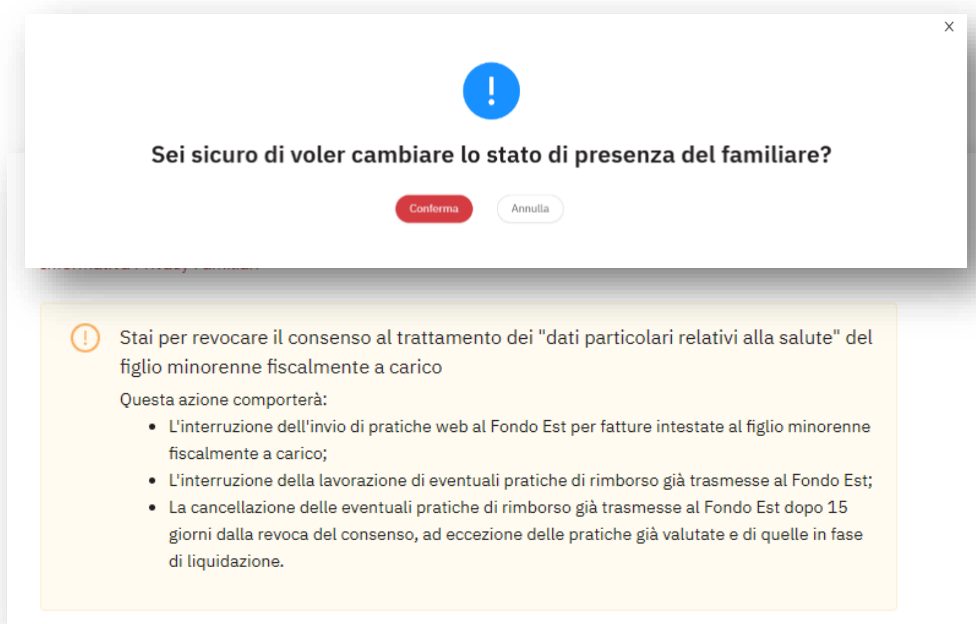 X
Sei sicuro di voler cambiare lo stato di presenza del familiare?
Conferma
Annulla
Stai per revocare il consenso al trattamento dei "dati particolari relativi alla salute" del
figlio minorenne fiscalmente a carico
Questa azione comporterà:
• L'interruzione dell'invio di pratiche web al Fondo Est per fatture intestate al figlio minorenne
fiscalmente a carico;
• L'interruzione della lavorazione di eventuali pratiche di rimborso già trasmesse al Fondo Est;
• La cancellazione delle eventuali pratiche di rimborso già trasmesse al Fondo Est dopo 15
giorni dalla revoca del consenso, ad eccezione delle pratiche già valutate e di quelle in fase
di liquidazione.